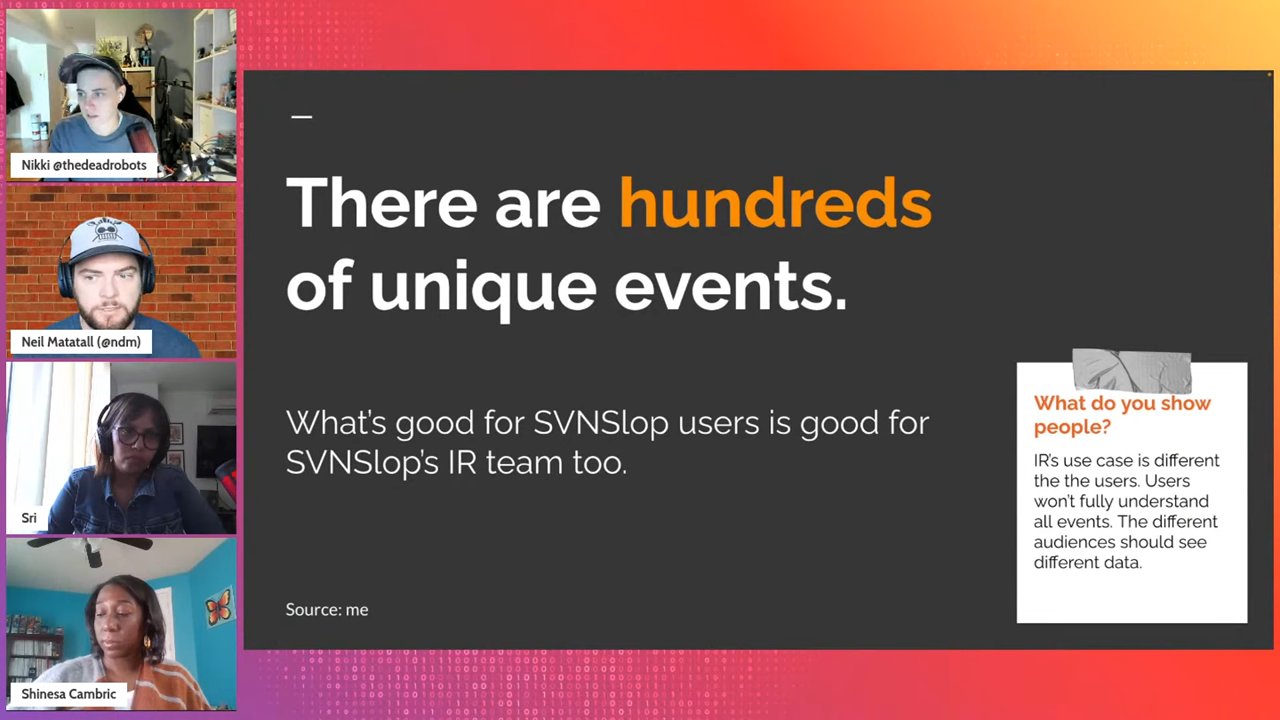 Nikki @thedeadrobots
Neil Matatall (@ndm)
Sri
Shinesa Cambric
There are hundreds
of unique events.
What's good for SVNSlop users is good for
SVNSlop's IR team too.
Source: me
What do you show
people?
IR's use case is different
the the users. Users
won't fully understand
all events. The different
audiences should see
different data.